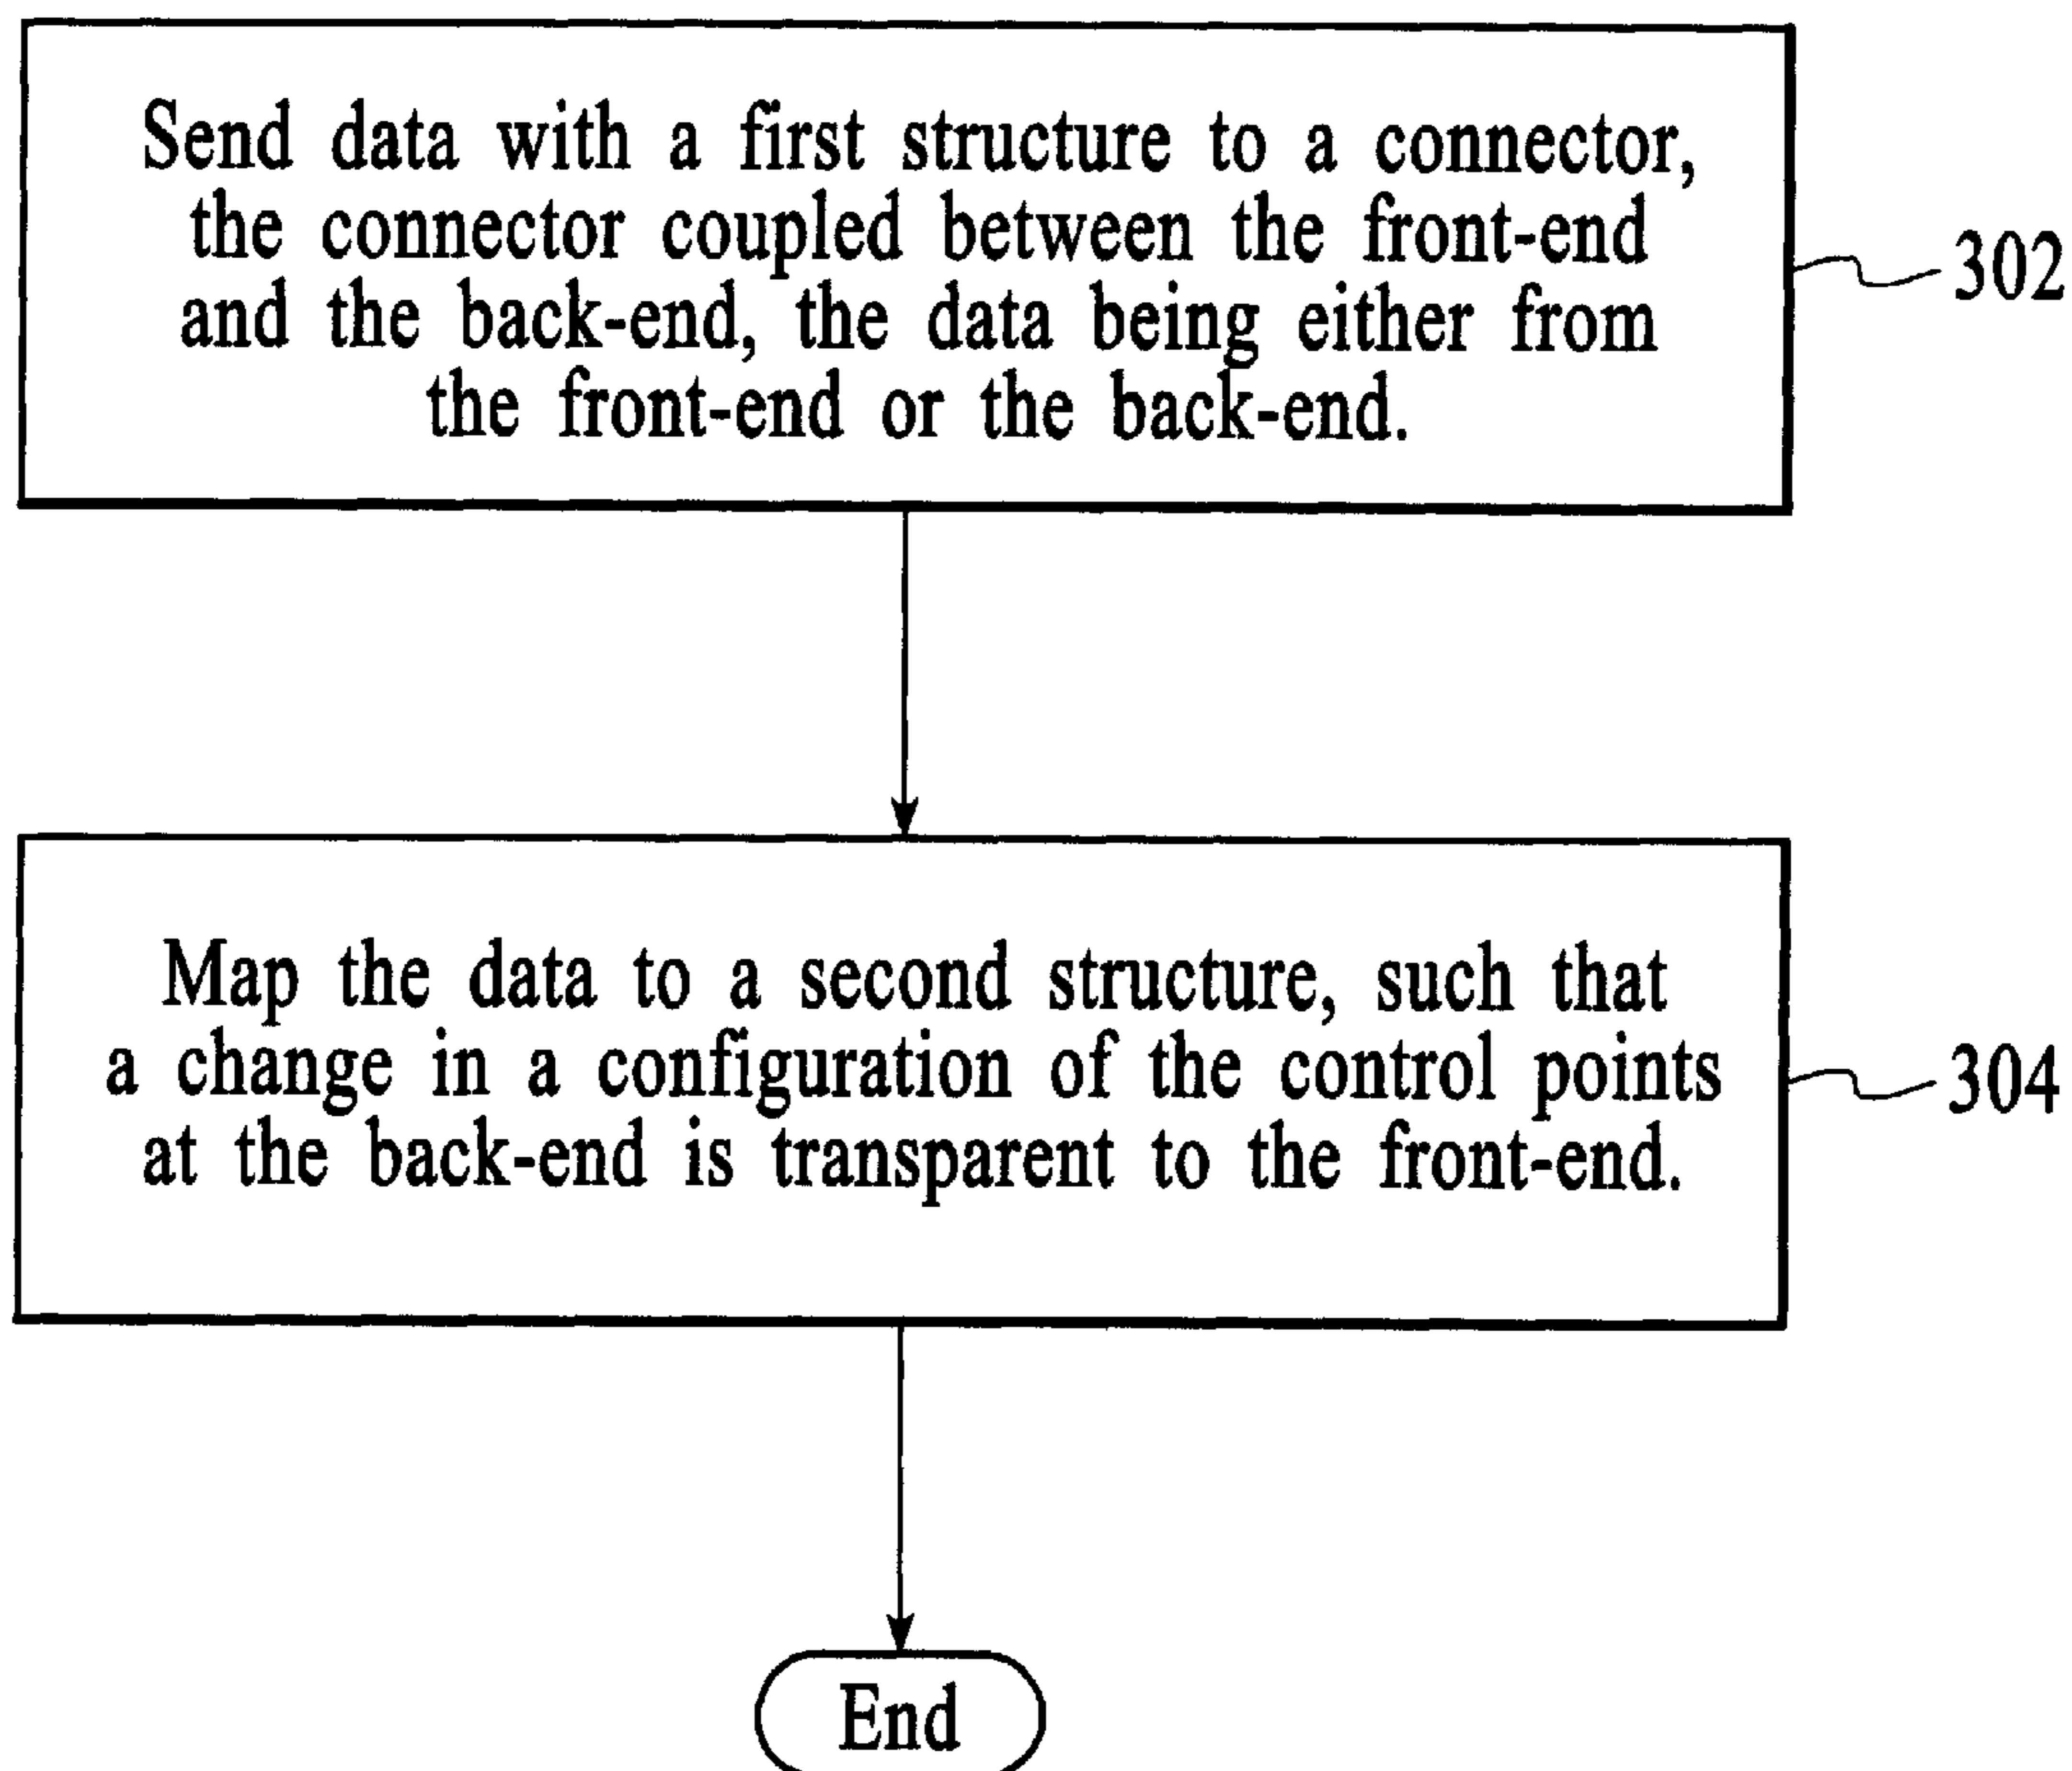 Send data with a first structure to a connector,
the connector coupled between the front-end
and the back-end, the data being either from
the front-end or the back-end.
302
Map the data to a second structure, such that
a change in a configuration of the control points
at the back-end is transparent to the front-end.
304
End